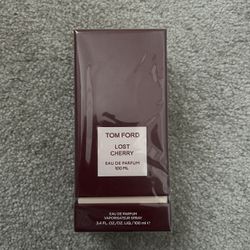 TOM FORD
LOST
CHERRY
EAU DE PARFUM
100 ML
EAU DE PARFUM
VAPORISATEUR SPRAY
3.4 FL.OZ/OZ.LIQ/100 ml e